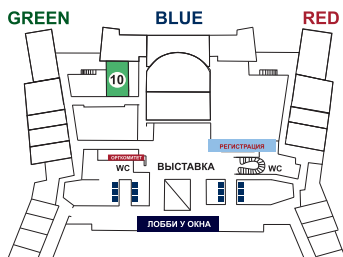 GREEN BLUE RED
10
РЕГИСТРАЦИЯ
ОРГКОМИТЕТ
WC ВЫСТАВКА WC
ЛОББИ У ОКНА